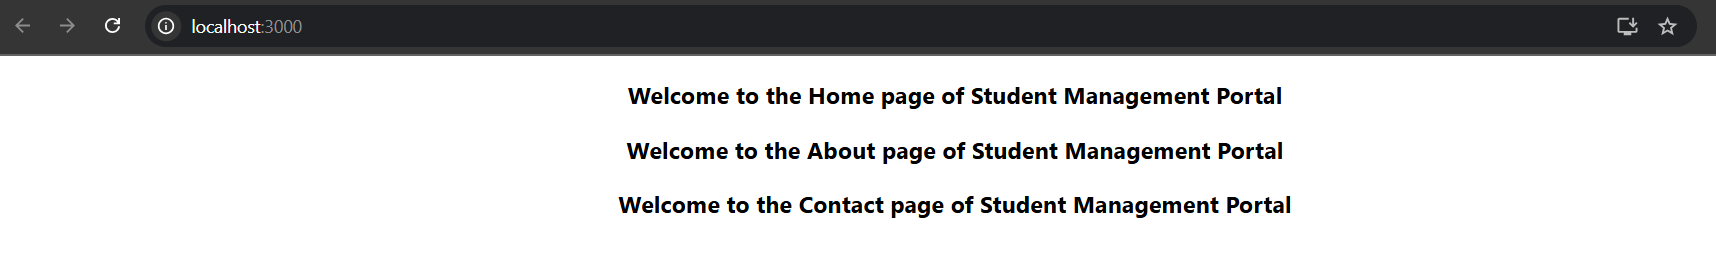 localhost:3000
Welcome to the Home page of Student Management Portal
Welcome to the About page of Student Management Portal
Welcome to the Contact page of Student Management Portal